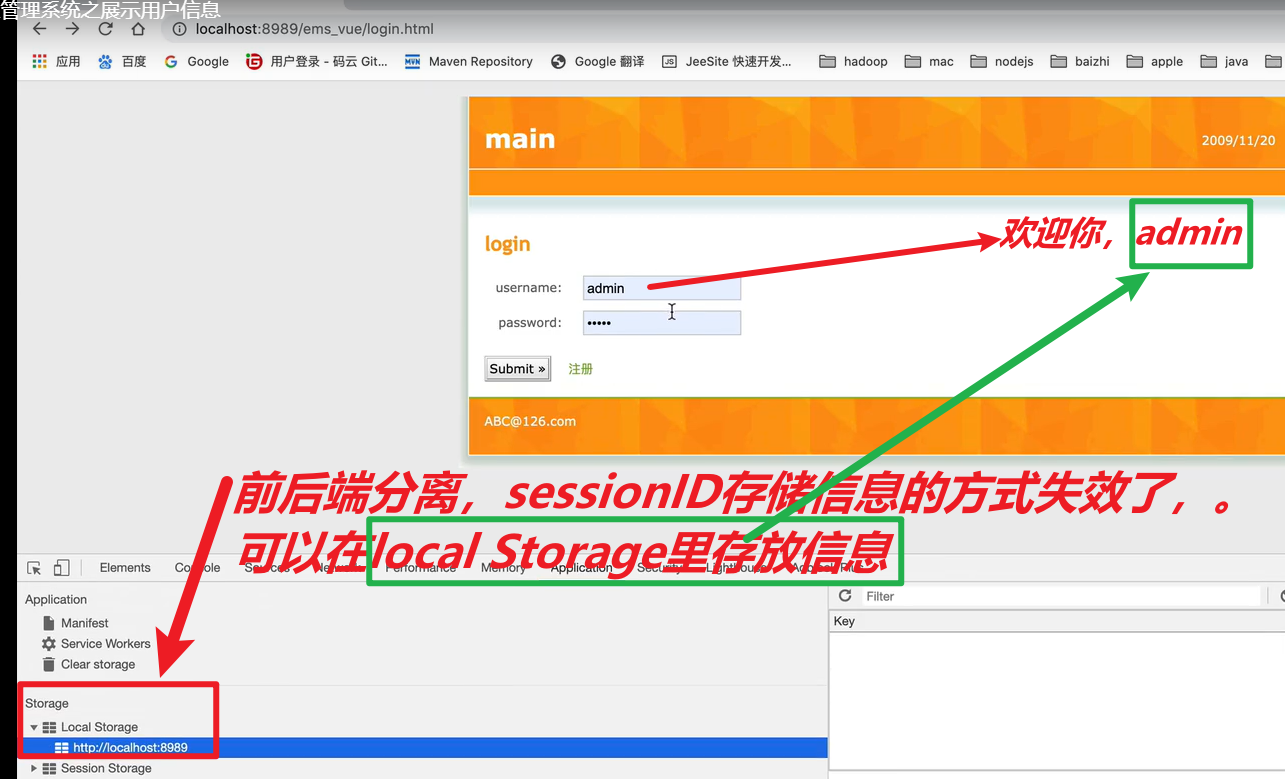 管理系统之展示用户信息
localhost:8989/ems_vue/login.html
应用 百度 Google 用户登录 - 码云 Git... Maven Repository Google 翻译 JeeSite 快速开发... hadoop mac nodejs baizhi apple java
main
2009/11/20
欢迎你，admin
login
username: admin
password: •••••
Submit » 注册
ABC@126.com
前后端分离，sessionID存储信息的方式失效了，。
可以在local Storage里存放信息
Elements Console Sources Network Performance Memory Application Security Lighthouse
Application
Filter
Manifest
Key
Service Workers
Clear storage
Storage
Local Storage
http://localhost:8989
Session Storage